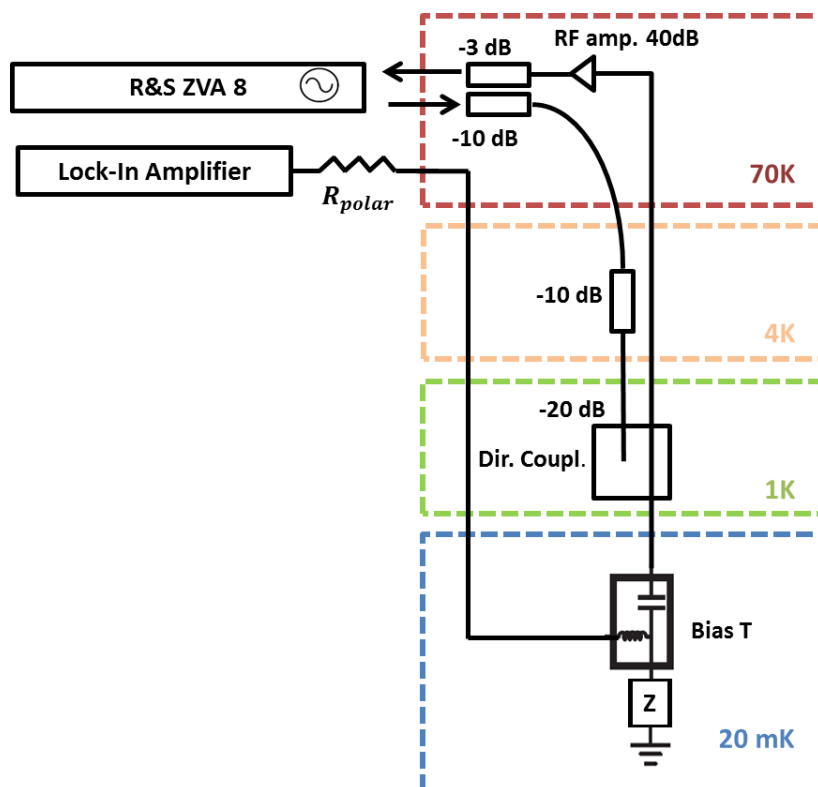 -3 dB
RF amp. 40dB
R&S ZVA 8
-10 dB
Lock-In Amplifier
R_polar
70K
-10 dB
4K
-20 dB
Dir. Coupl.
1K
Bias T
Z
20 mK